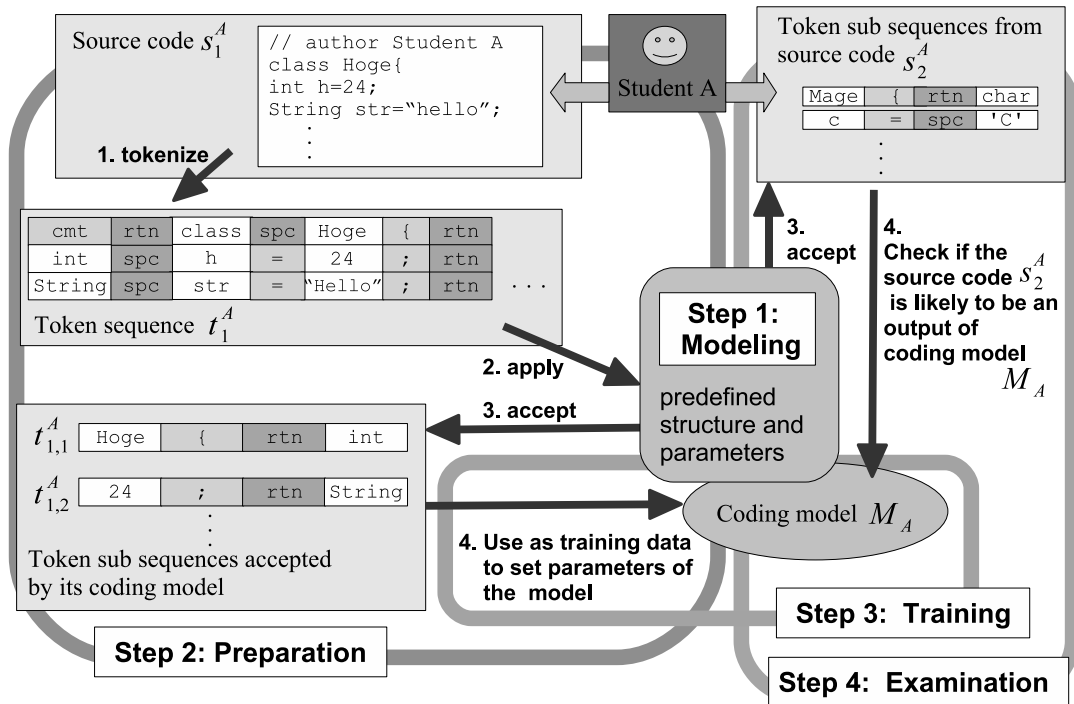 Source code s_1^A
// author Student A
class Hoge{
int h=24;
String str=“hello”;
.
.
.
Student A
Token sub sequences from
source code s_2^A
Mage { rtn char
c = spc 'C'
.
.
.
1. tokenize
cmt rtn class spc Hoge { rtn
int spc h = 24 ; rtn
String spc str = “Hello” ; rtn . . .
Token sequence t_1^A
2. apply
3. accept
Step 1:
Modeling
predefined
structure and
parameters
3.
accept
4.
Check if the
source code s_2^A
is likely to be an
output of
coding model
M_A
t_{1,1}^A Hoge { rtn int
t_{1,2}^A 24 ; rtn String
.
.
.
Token sub sequences accepted
by its coding model
Coding model M_A
4. Use as training data
to set parameters of
the model
Step 3: Training
Step 2: Preparation
Step 4: Examination